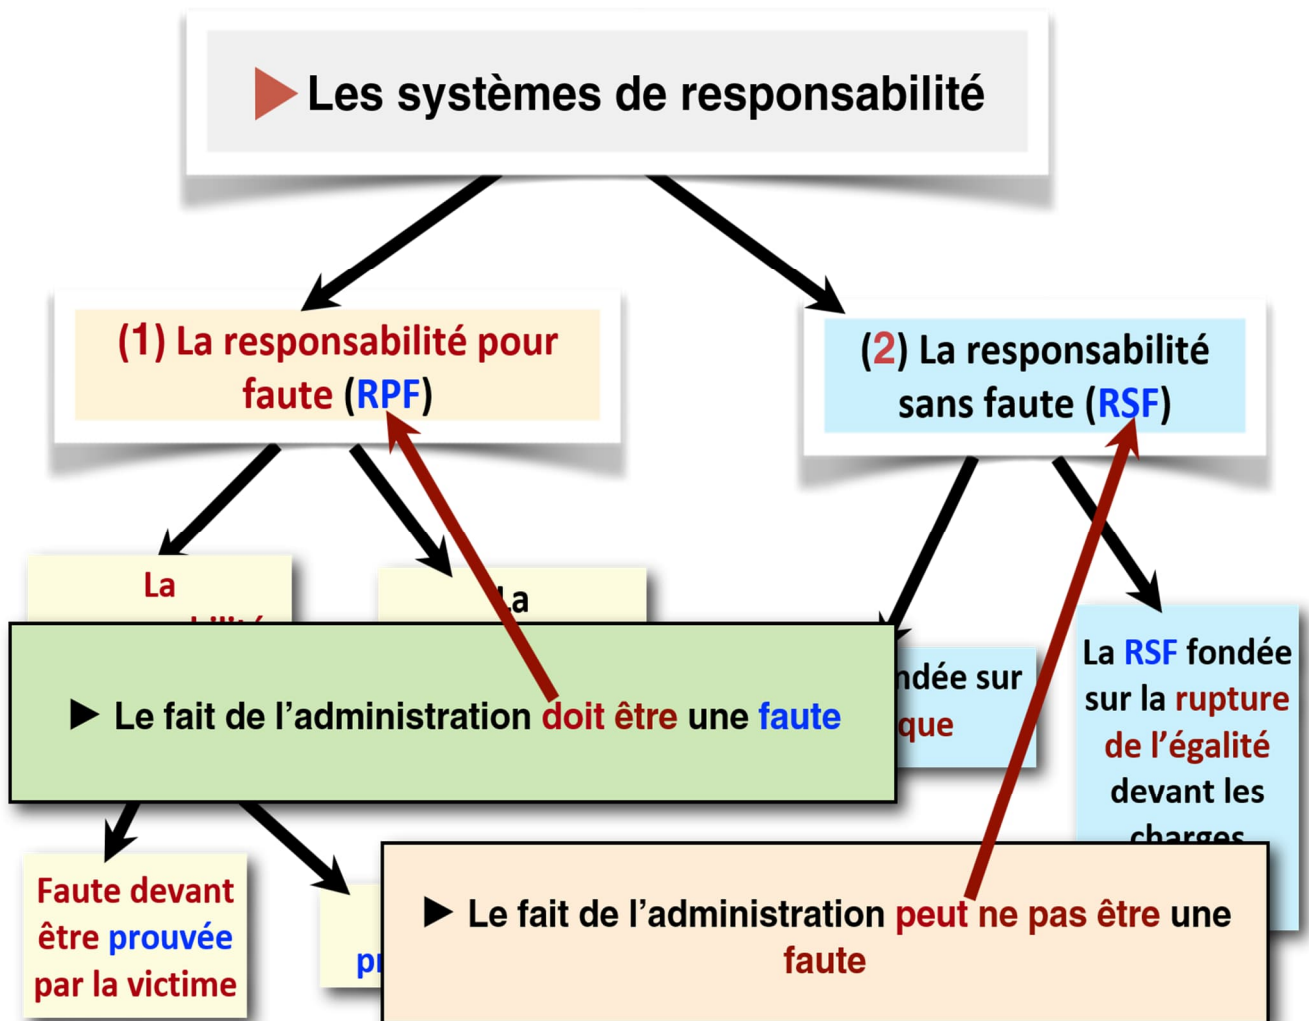 ▶ Les systèmes de responsabilité
(1) La responsabilité pour
faute (RPF)
(2) La responsabilité
sans faute (RSF)
La
La
► Le fait de l’administration doit être une faute
sur
La RSF fondée
sur la rupture
de l’égalité
devant les
charges
Faute devant
être prouvée
par la victime
► Le fait de l’administration peut ne pas être une
faute